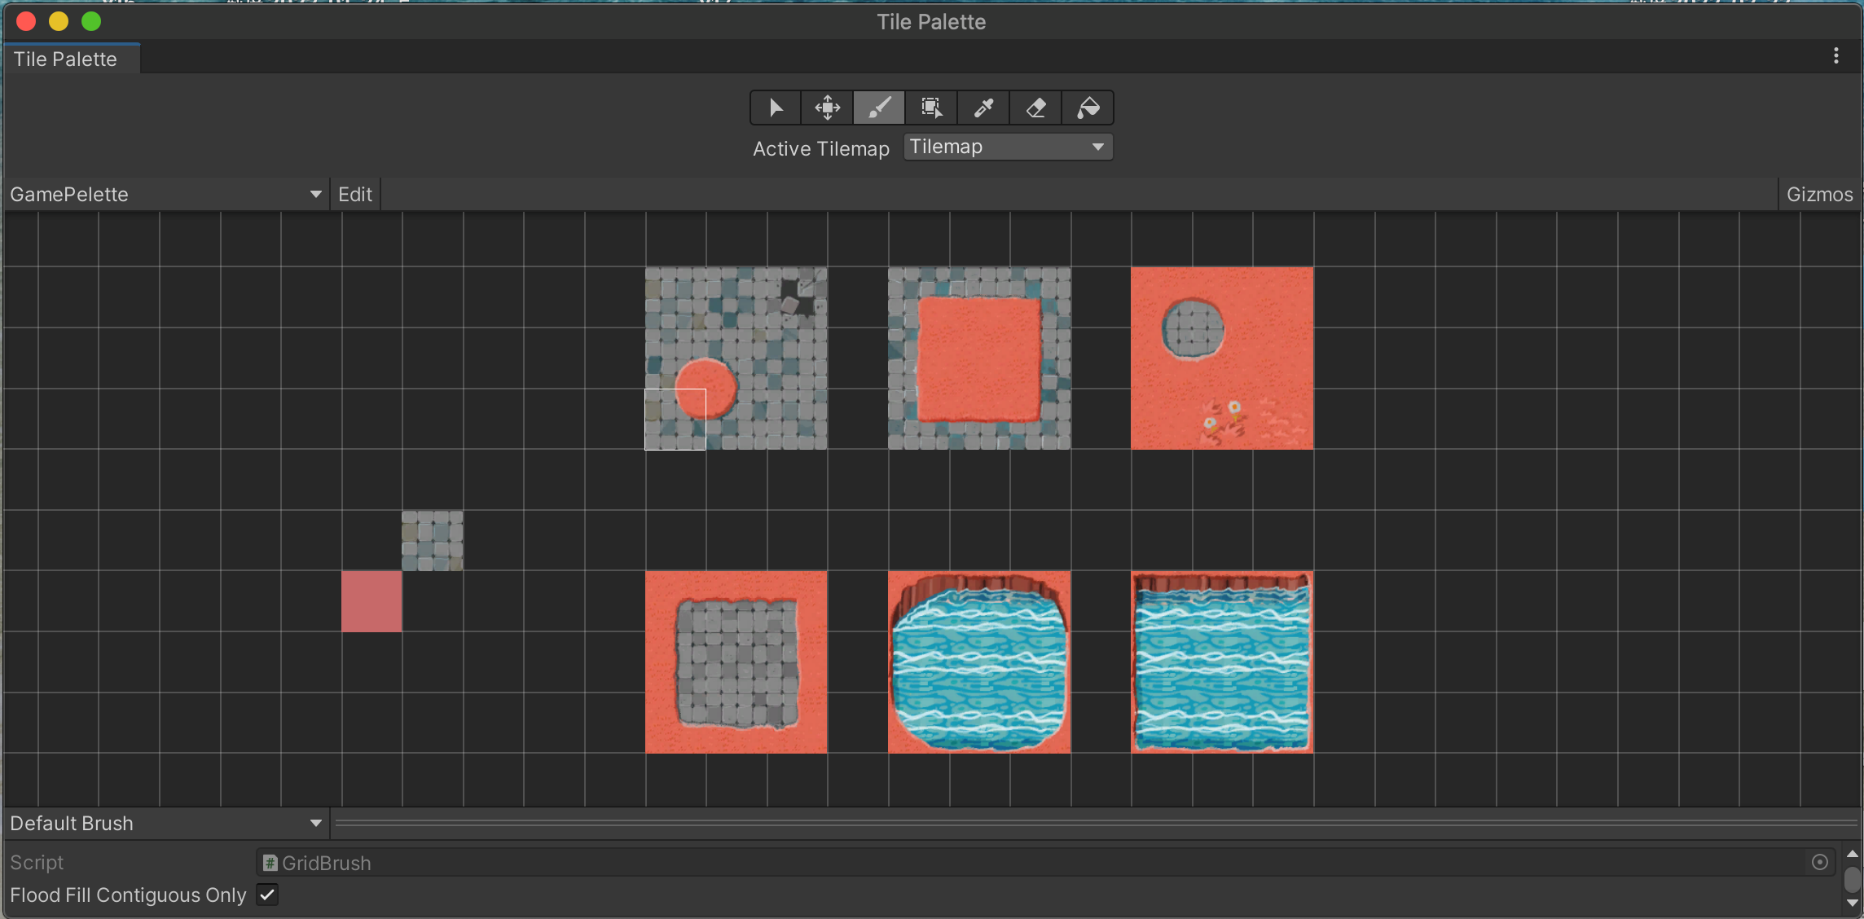 Tile Palette
Tile Palette
Active Tilemap
Tilemap
GamePelette
Edit
Gizmos
Default Brush
Script
GridBrush
Flood Fill Contiguous Only